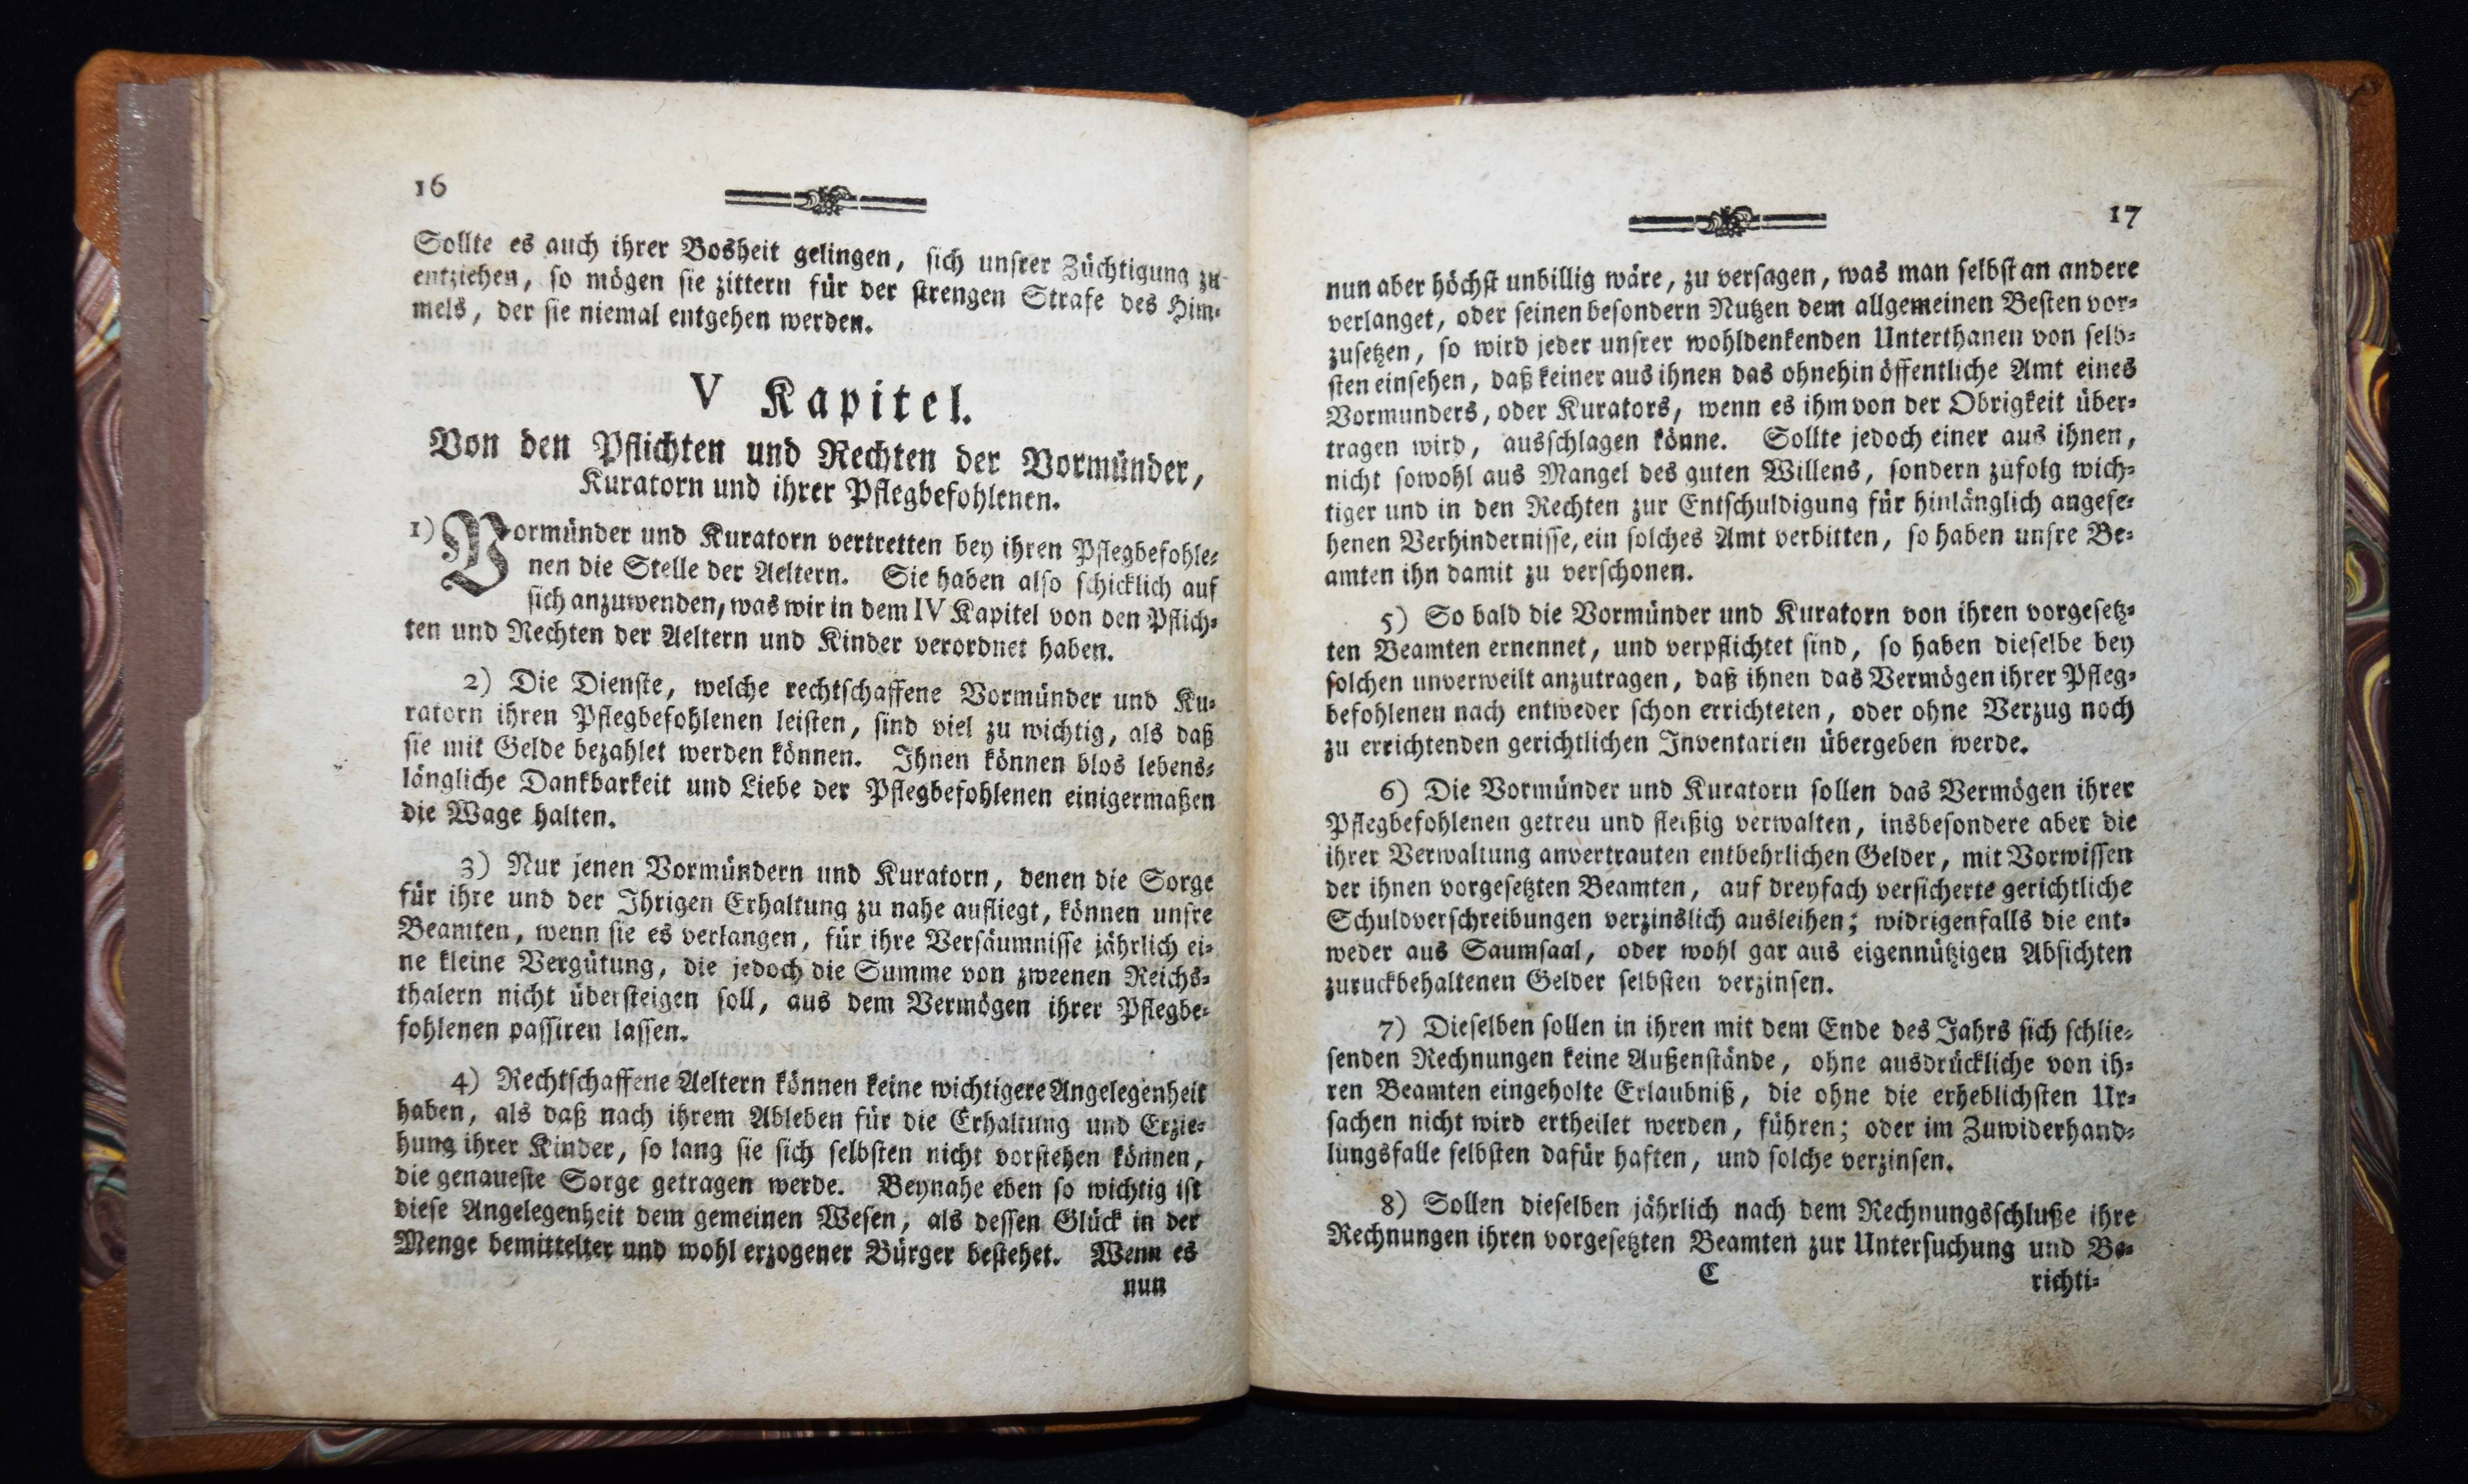 16
Sollte es auch ihrer Bosheit gelingen, sich unsrer Züchtigung zu
entziehen, so mögen sie zittern für der strengen Strafe des Him-
mels, der sie niemal entgehen werden.
V Kapitel.
Von den Pflichten und Rechten der Vormünder,
Kuratorn und ihrer Pflegbefohlenen.
1) Vormünder und Kuratorn vertretten bey ihren Pflegbefohle-
nen die Stelle der Aeltern. Sie haben also schicklich auf
sich anzuwenden, was wir in dem IV Kapitel von den Pflich-
ten und Rechten der Aeltern und Kinder verordnet haben.
2) Die Dienste, welche rechtschaffene Vormünder und Ku-
ratorn ihren Pflegbefohlenen leisten, sind viel zu wichtig, als daß
sie mit Gelde bezahlet werden können. Ihnen können blos lebens-
längliche Dankbarkeit und Liebe der Pflegbefohlenen einigermaßen
die Wage halten.
3) Nur jenen Vormündern und Kuratorn, denen die Sorge
für ihre und der Ihrigen Erhaltung zu nahe aufliegt, können unsre
Beamten, wenn sie es verlangen, für ihre Versäumnisse jährlich ei-
ne kleine Vergütung, die jedoch die Summe von zweenen Reichs-
thalern nicht übersteigen soll, aus dem Vermögen ihrer Pflegbe-
fohlenen passiren lassen.
4) Rechtschaffene Aeltern können keine wichtigere Angelegenheit
haben, als daß nach ihrem Ableben für die Erhaltung und Erzie-
hung ihrer Kinder, so lang sie sich selbsten nicht vorstehen können,
die genaueste Sorge getragen werde. Beynahe eben so wichtig ist
diese Angelegenheit dem gemeinen Wesen, als dessen Glück in der
Menge bemittelter und wohl erzogener Bürger bestehet. Wenn es
nun
17
nun aber höchst unbillig wäre, zu versagen, was man selbst an andere
verlanget, oder seinen besondern Nutzen dem allgemeinen Besten vor-
zusetzen, so wird jeder unsrer wohldenkenden Unterthanen von selb-
sten einsehen, daß keiner aus ihnen das ohnehin öffentliche Amt eines
Vormunders, oder Kurators, wenn es ihm von der Obrigkeit über-
tragen wird, ausschlagen könne. Sollte jedoch einer aus ihnen,
nicht sowohl aus Mangel des guten Willens, sondern zufolg wich-
tiger und in den Rechten zur Entschuldigung für hinlänglich angese-
henen Verhindernisse, ein solches Amt verbitten, so haben unsre Be-
amten ihn damit zu verschonen.
5) So bald die Vormünder und Kuratorn von ihren vorgesetz-
ten Beamten ernennet, und verpflichtet sind, so haben dieselbe bey
solchen unverweilt anzutragen, daß ihnen das Vermögen ihrer Pfleg-
befohlenen nach entweder schon errichteten, oder ohne Verzug noch
zu errichtenden gerichtlichen Inventarien übergeben werde.
6) Die Vormünder und Kuratorn sollen das Vermögen ihrer
Pflegbefohlenen getreu und fleißig verwalten, insbesondere aber die
ihrer Verwaltung anvertrauten entbehrlichen Gelder, mit Vorwissen
der ihnen vorgesetzten Beamten, auf dreyfach versicherte gerichtliche
Schuldverschreibungen verzinslich ausleihen; widrigenfalls die ent-
weder aus Saumsaal, oder wohl gar aus eigennützigen Absichten
zuruckbehaltenen Gelder selbsten verzinsen.
7) Dieselben sollen in ihren mit dem Ende des Jahrs sich schlie-
senden Rechnungen keine Außenstände, ohne ausdrückliche von ih-
ren Beamten eingeholte Erlaubniß, die ohne die erheblichsten Ur-
sachen nicht wird ertheilet werden, führen; oder im Zuwiderhand-
lungsfalle selbsten dafür haften, und solche verzinsen.
8) Sollen dieselben jährlich nach dem Rechnungsschluße ihre
Rechnungen ihren vorgesetzten Beamten zur Untersuchung und Be-
C richti-